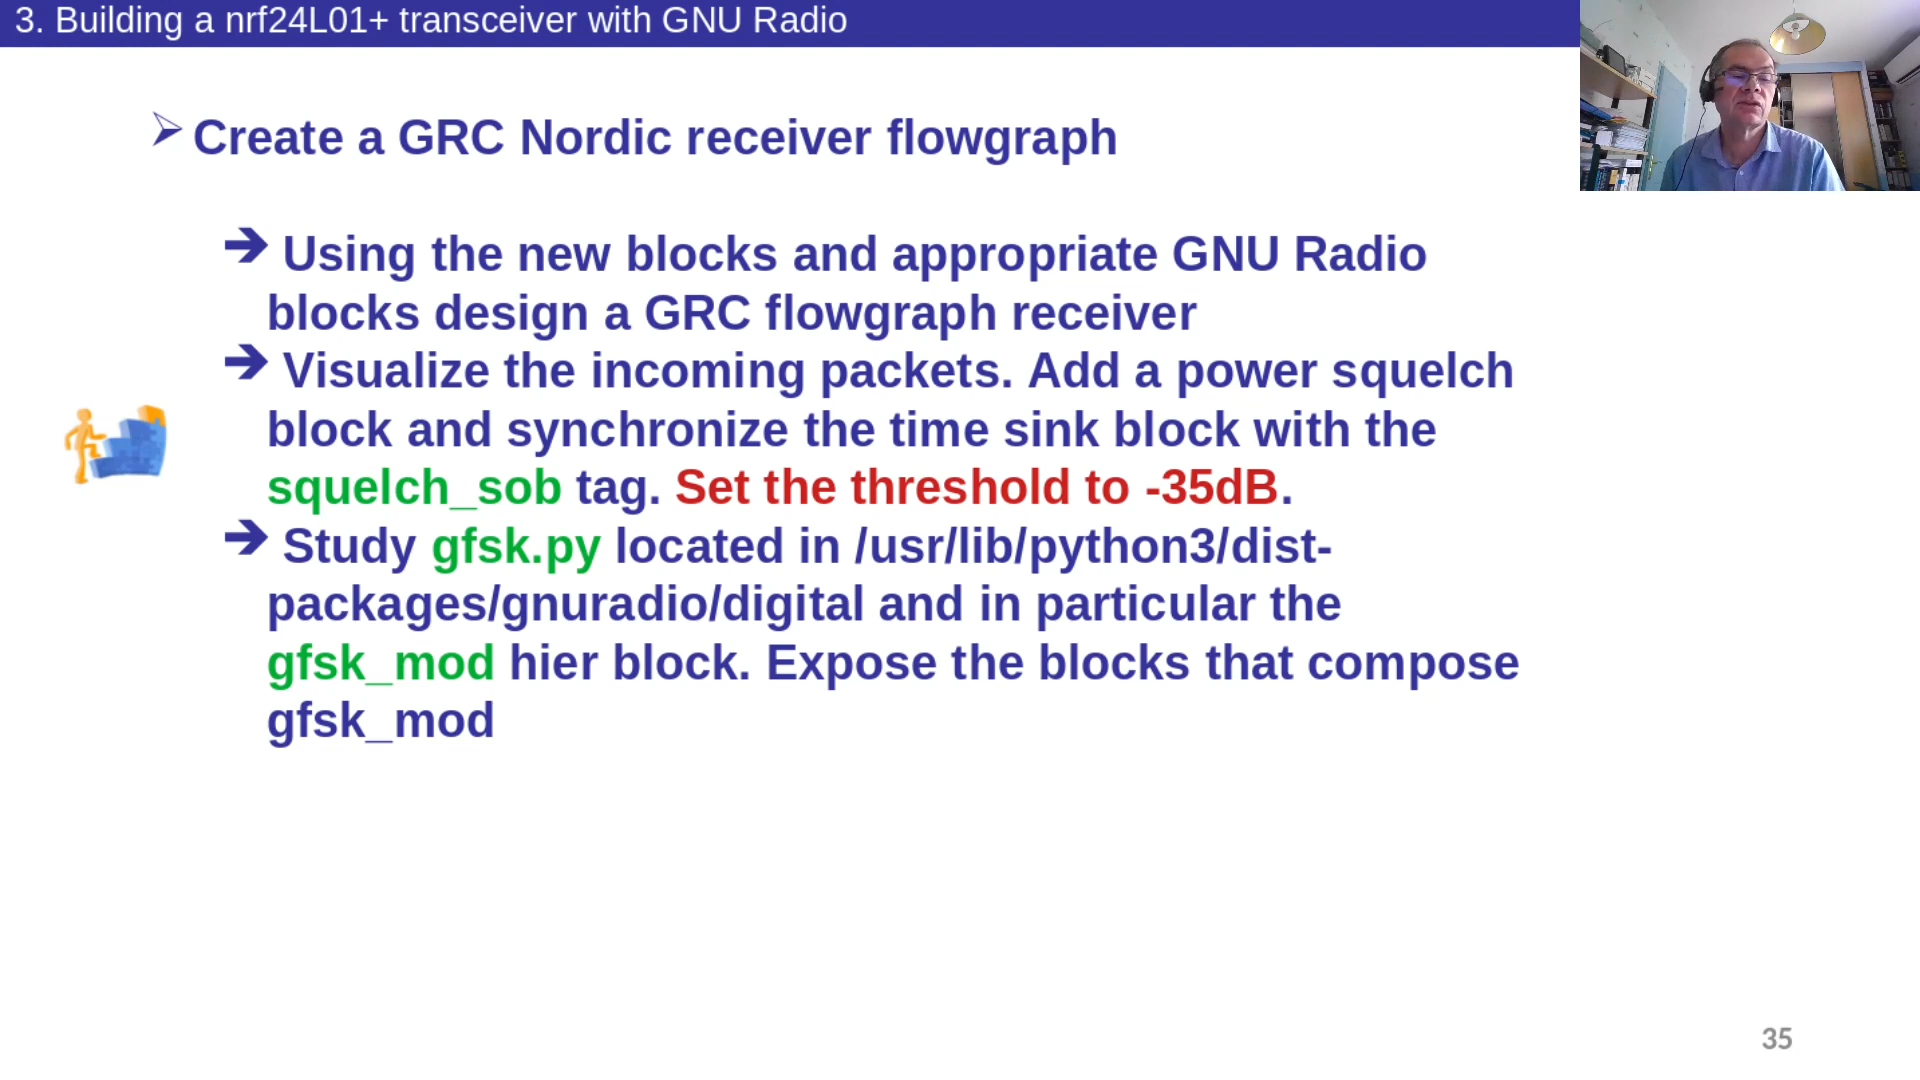 3. Building a nrf24L01+ transceiver with GNU Radio
Create a GRC Nordic receiver flowgraph
Using the new blocks and appropriate GNU Radio
blocks design a GRC flowgraph receiver
Visualize the incoming packets. Add a power squelch
block and synchronize the time sink block with the
squelch_sob tag. Set the threshold to -35dB.
Study gfsk.py located in /usr/lib/python3/dist-
packages/gnuradio/digital and in particular the
gfsk_mod hier block. Expose the blocks that compose
gfsk_mod
35